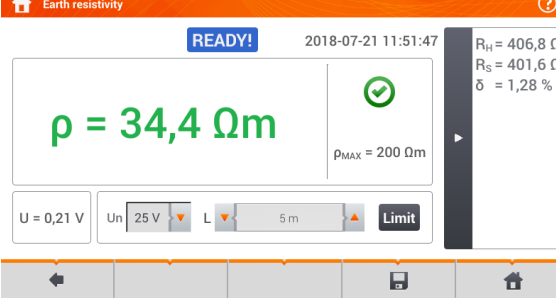 Earth resistivity
READY!
2018-07-21 11:51:47
ρ = 34,4 Ωm
ρMAX = 200 Ωm
RH = 406,8 Ω
RS = 401,6 Ω
δ = 1,28 %
U = 0,21 V
Un 25 V
L 5 m
Limit